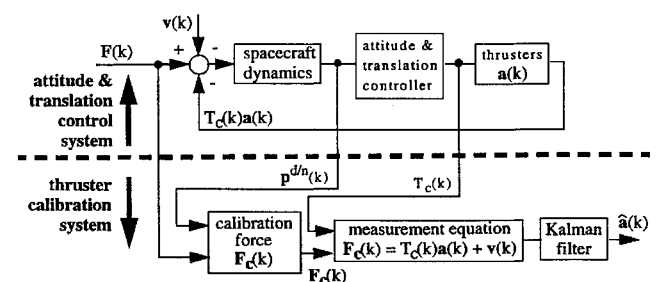 v(k)
F(k)
+
-
-
spacecraft
dynamics
attitude &
translation
controller
thrusters
a(k)
attitude &
translation
control
system
T_C(k)a(k)
thruster
calibration
system
p^{d/n}(k)
T_C(k)
calibration
force
F_C(k)
measurement equation
F_C(k) = T_C(k)a(k) + v(k)
Kalman
filter
â(k)
F_C(k)